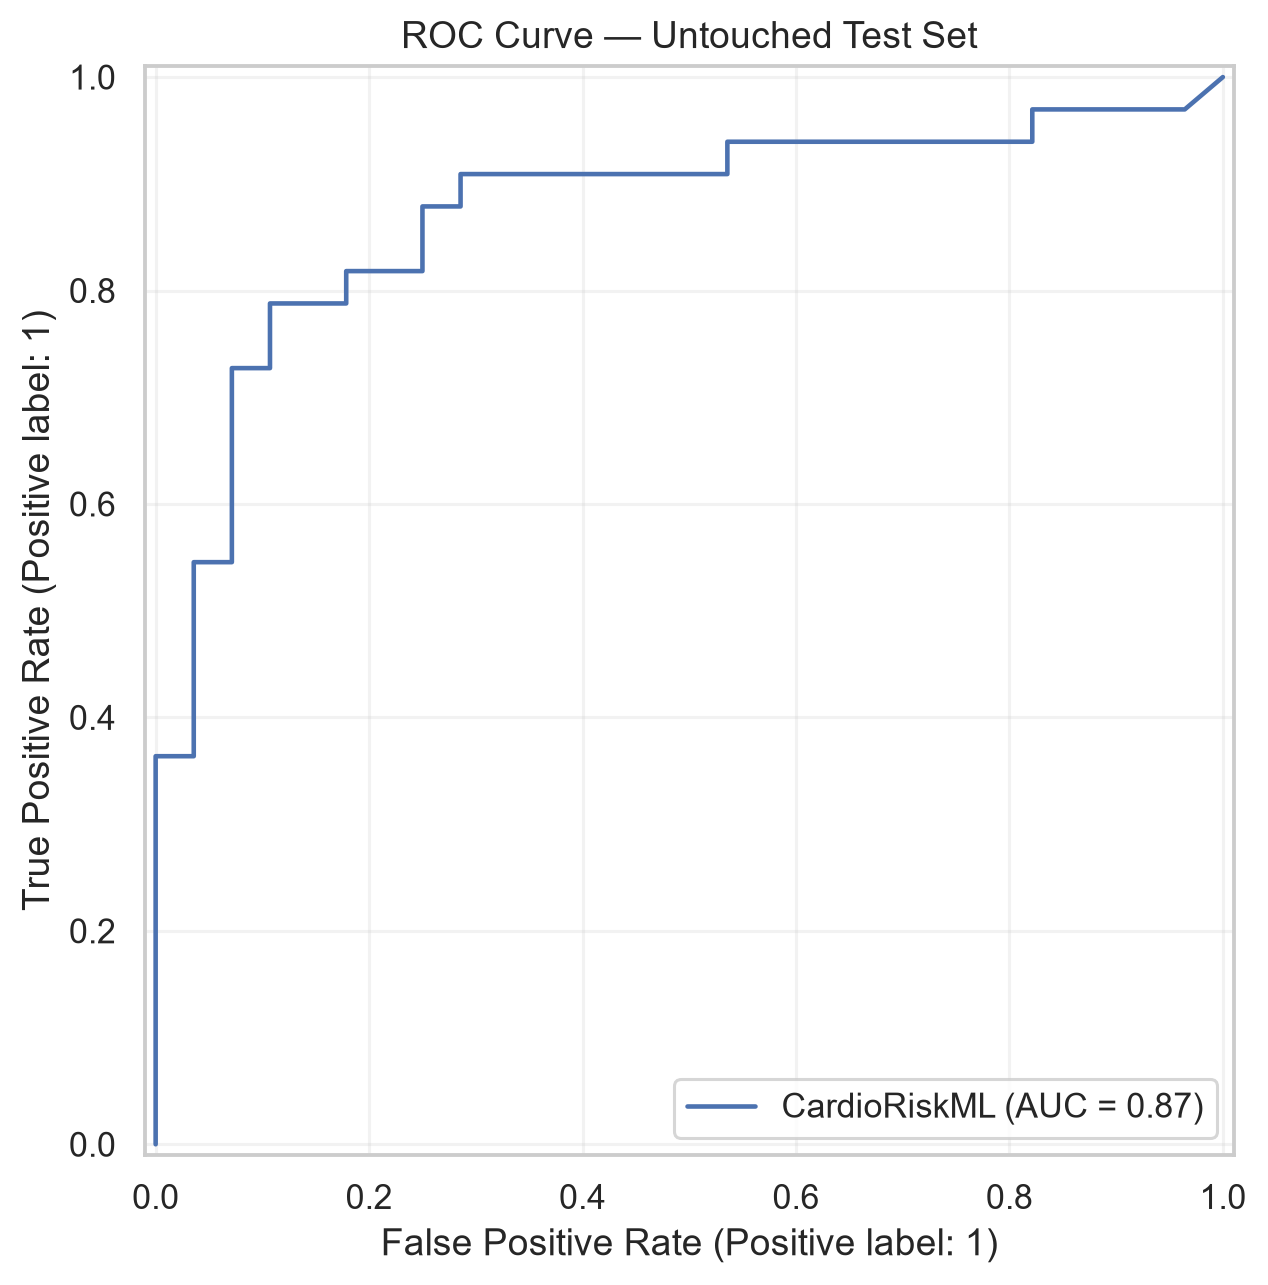 ROC Curve — Untouched Test Set
True Positive Rate (Positive label: 1)
1.0
0.8
0.6
0.4
0.2
0.0
CardioRiskML (AUC = 0.87)
0.0 0.2 0.4 0.6 0.8 1.0
False Positive Rate (Positive label: 1)